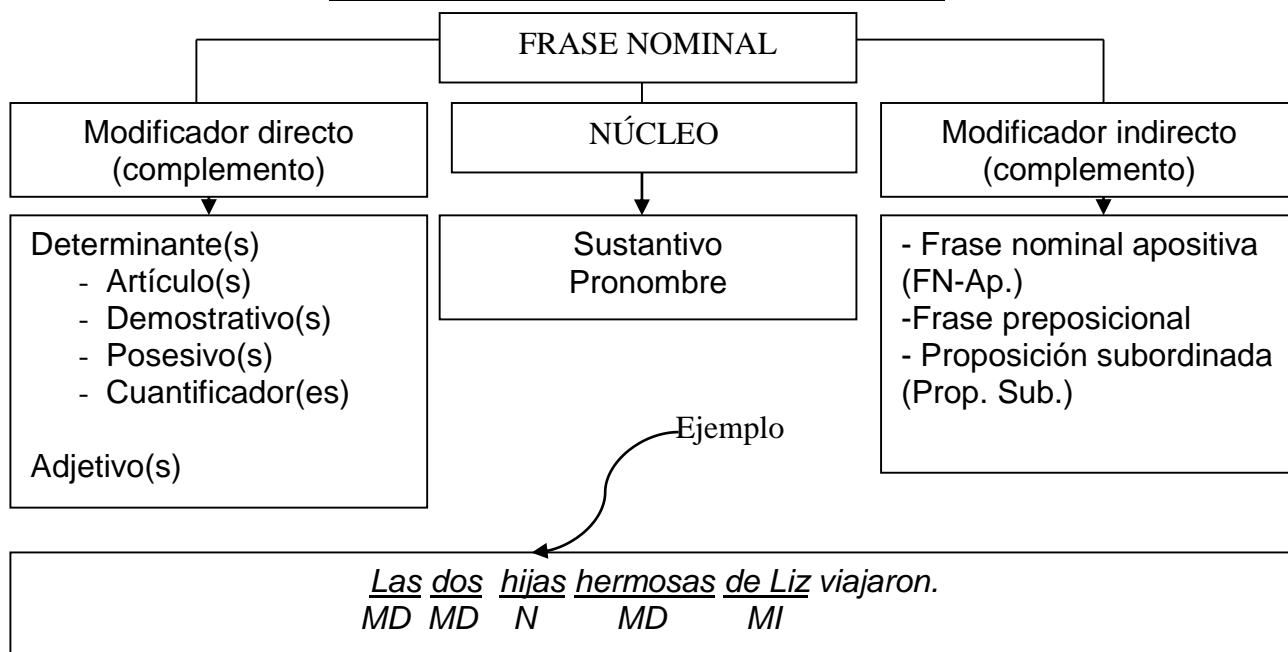 FRASE NOMINAL
Modificador directo
(complemento)
NÚCLEO
Modificador indirecto
(complemento)
Determinante(s)
- Artículo(s)
- Demostrativo(s)
- Posesivo(s)
- Cuantificador(es)
Adjetivo(s)
Sustantivo
Pronombre
- Frase nominal apositiva
(FN-Ap.)
-Frase preposicional
- Proposición subordinada
(Prop. Sub.)
Ejemplo
Las dos hijas hermosas de Liz viajaron.
MD MD N MD MI